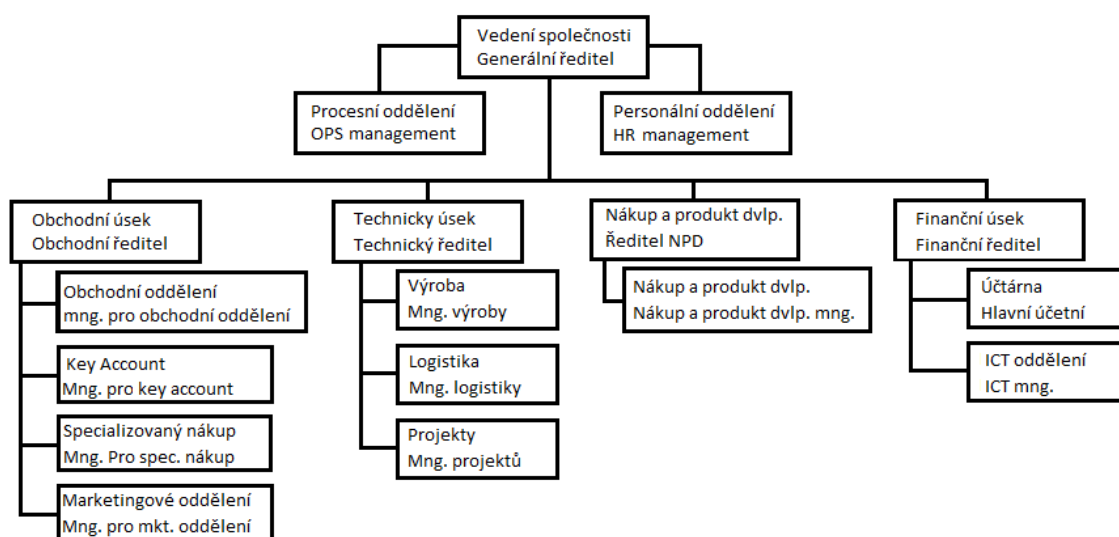 Vedení společnosti
Generální ředitel
Procesní oddělení
OPS management
Personální oddělení
HR management
Obchodní úsek
Obchodní ředitel
Obchodní oddělení
mng. pro obchodní oddělení
Key Account
Mng. pro key account
Specializovaný nákup
Mng. Pro spec. nákup
Marketingové oddělení
Mng. pro mkt. oddělení
Technicky úsek
Technický ředitel
Výroba
Mng. výroby
Logistika
Mng. logistiky
Projekty
Mng. projektů
Nákup a produkt dvlp.
Ředitel NPD
Nákup a produkt dvlp.
Nákup a produkt dvlp. mng.
Finanční úsek
Finanční ředitel
Účtárna
Hlavní účetní
ICT oddělení
ICT mng.